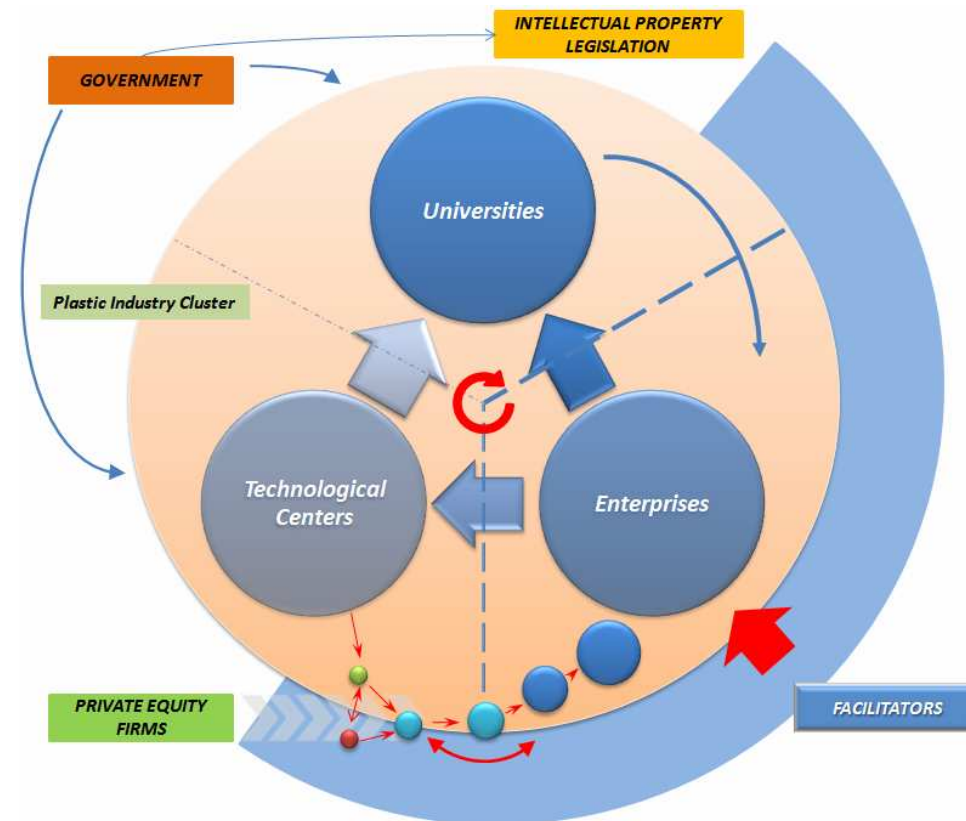 INTELLECTUAL PROPERTY
LEGISLATION
GOVERNMENT
Universities
Plastic Industry Cluster
Technological
Centers
Enterprises
PRIVATE EQUITY
FIRMS
FACILITATORS